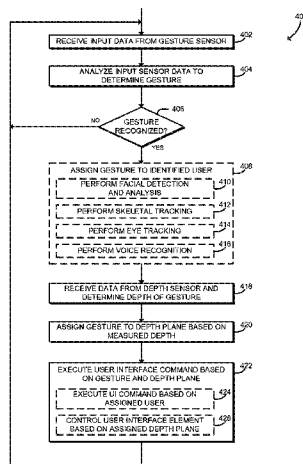 40
RECEIVE INPUT DATA FROM GESTURE SENSOR
402
ANALYZE INPUT SENSOR DATA TO
DETERMINE GESTURE
404
406
GESTURE
RECOGNIZED?
NO
YES
ASSIGN GESTURE TO IDENTIFIED USER
408
PERFORM FACIAL DETECTION
AND ANALYSIS
410
PERFORM SKELETAL TRACKING
412
PERFORM EYE TRACKING
414
PERFORM VOICE RECOGNITION
416
RECEIVE DATA FROM DEPTH SENSOR AND
DETERMINE DEPTH OF GESTURE
418
ASSIGN GESTURE TO DEPTH PLANE BASED ON
MEASURED DEPTH
420
EXECUTE USER INTERFACE COMMAND BASED
ON GESTURE AND DEPTH PLANE
422
EXECUTE UI COMMAND BASED ON
ASSIGNED USER
424
CONTROL USER INTERFACE ELEMENT
BASED ON ASSIGNED DEPTH PLANE
426